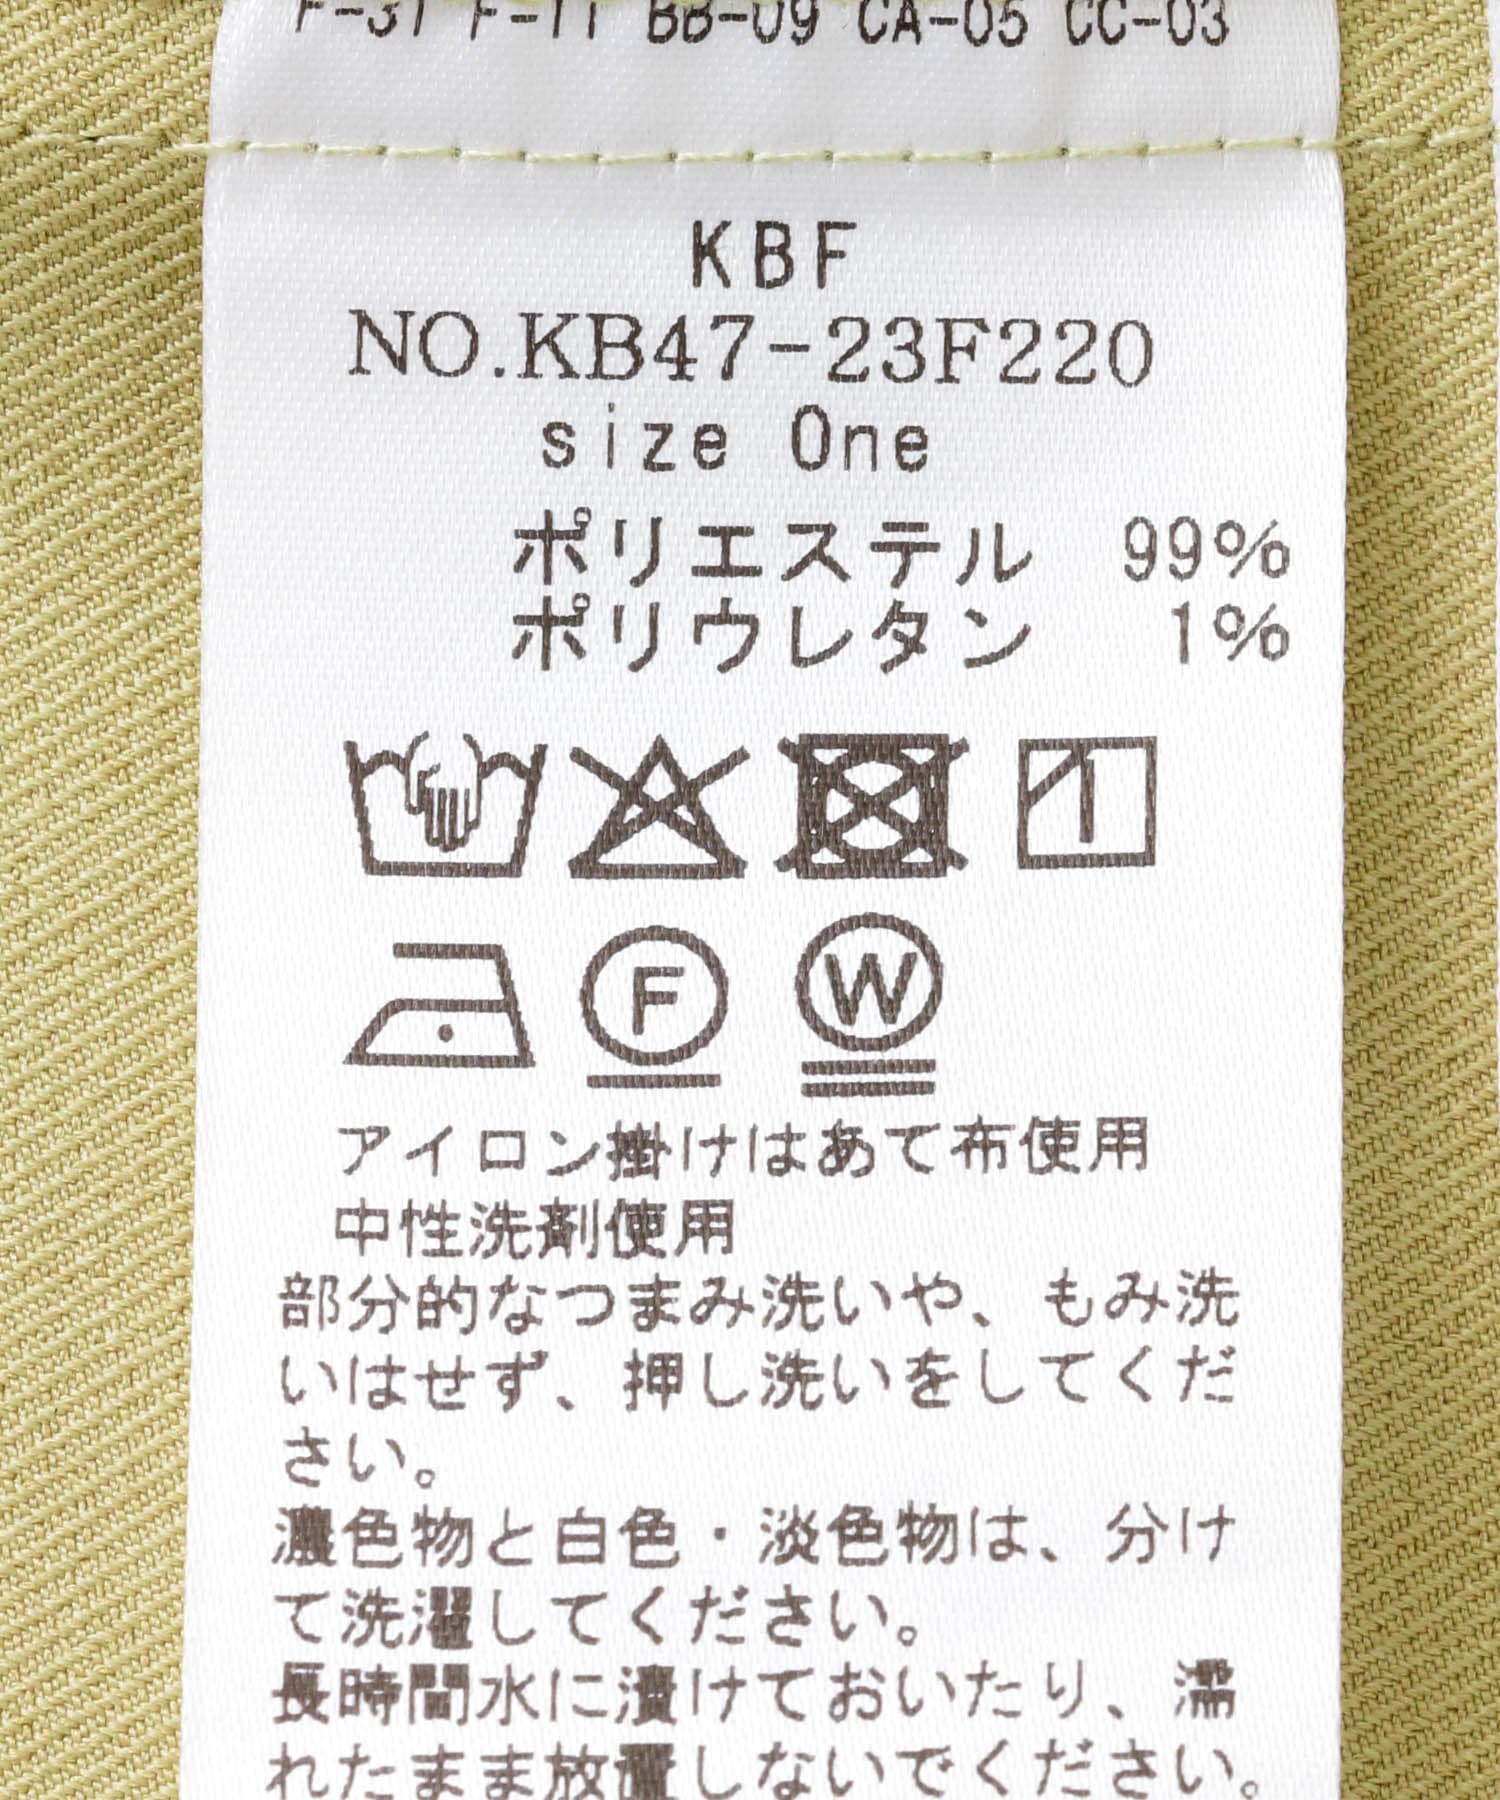 F-31 F-11 BB-09 CA-05 CC-03
KBF
NO.KB47-23F220
size One
ポリエステル 99%
ポリウレタン 1%
F W
アイロン掛けはあて布使用
中性洗剤使用
部分的なつまみ洗いや、もみ洗
いはせず、押し洗いをしてくだ
さい。
濃色物と白色・淡色物は、分け
て洗濯してください。
長時間水に漬けておいたり、濡
れたまま放置しないでください。